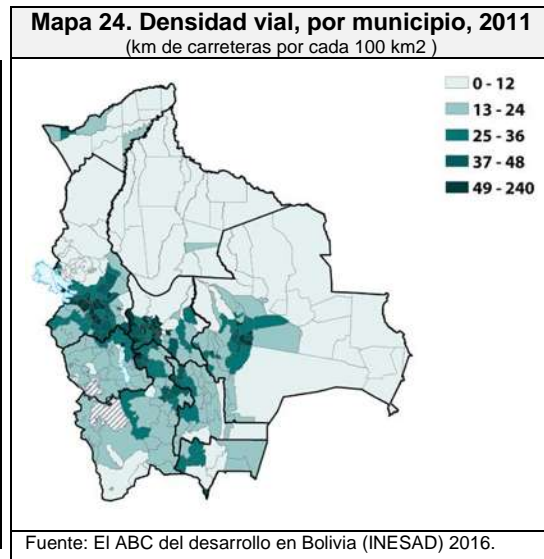 Mapa 24. Densidad vial, por municipio, 2011
(km de carreteras por cada 100 km2 )
0 - 12
13 - 24
25 - 36
37 - 48
49 - 240
Fuente: El ABC del desarrollo en Bolivia (INESAD) 2016.